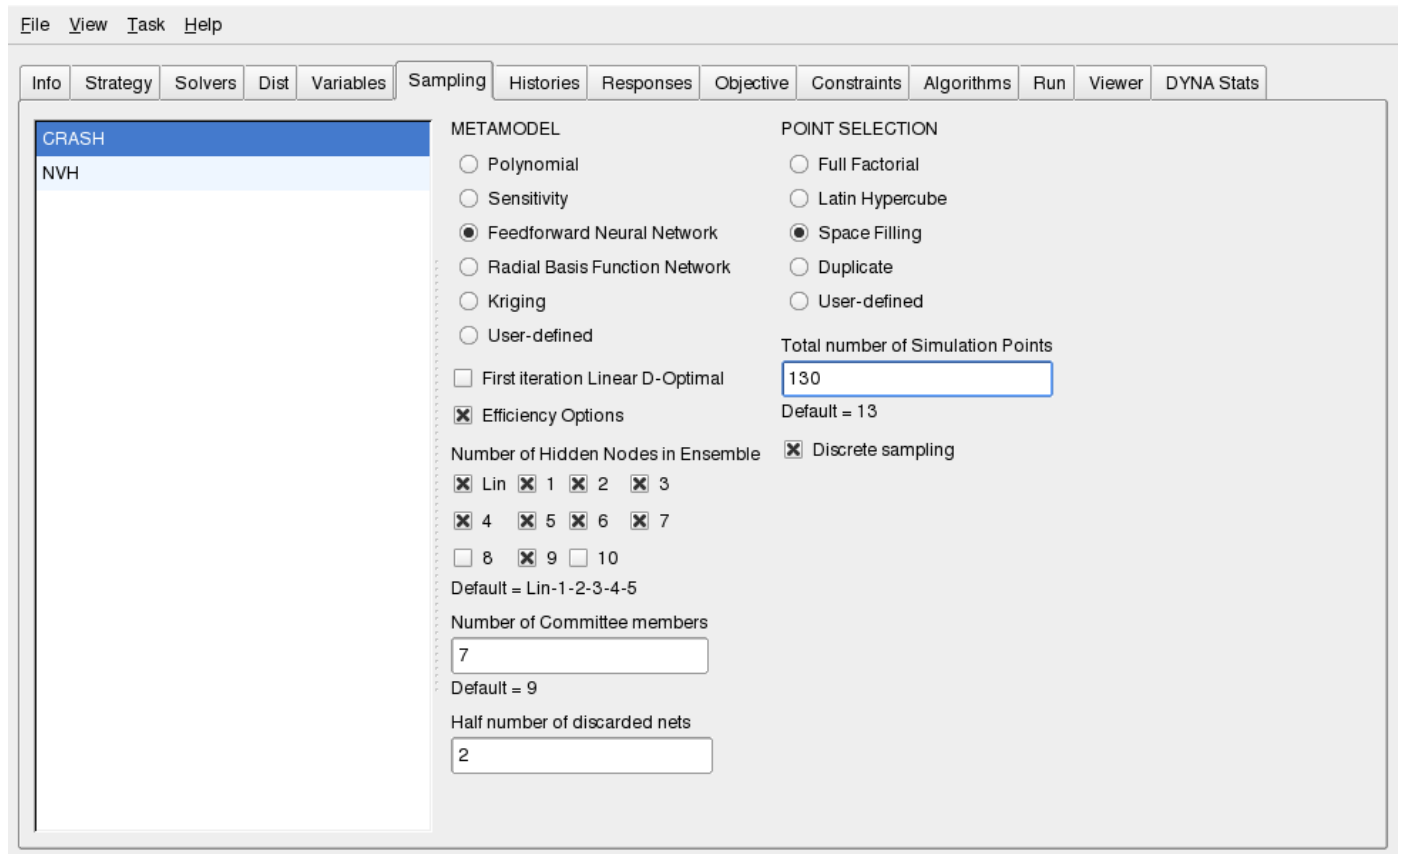 File View Task Help
Info Strategy Solvers Dist Variables Sampling Histories Responses Objective Constraints Algorithms Run Viewer DYNA Stats
CRASH
NVH
METAMODEL
Polynomial
Sensitivity
Feedforward Neural Network
Radial Basis Function Network
Kriging
User-defined
First iteration Linear D-Optimal
Efficiency Options
Number of Hidden Nodes in Ensemble
Lin 1 2 3
4 5 6 7
8 9 10
Default = Lin-1-2-3-4-5
Number of Committee members
7
Default = 9
Half number of discarded nets
2
POINT SELECTION
Full Factorial
Latin Hypercube
Space Filling
Duplicate
User-defined
Total number of Simulation Points
130
Default = 13
Discrete sampling